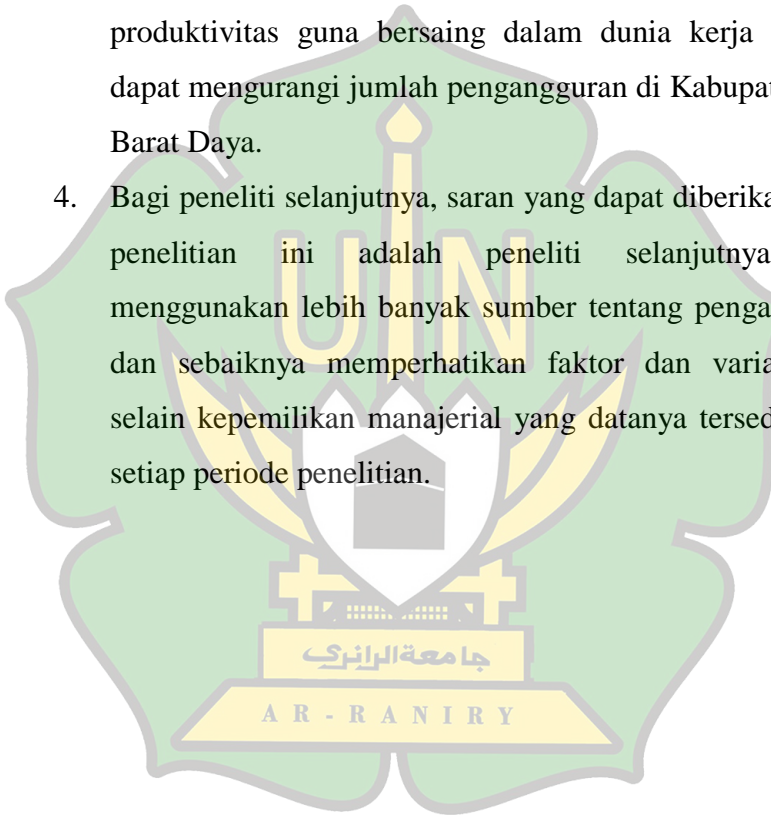 produktivitas guna bersaing dalam dunia kerja
dapat mengurangi jumlah pengangguran di Kabupat
Barat Daya.
4. Bagi peneliti selanjutnya, saran yang dapat diberika
penelitian ini adalah peneliti selanjutnya
menggunakan lebih banyak sumber tentang penga
dan sebaiknya memperhatikan faktor dan varia
selain kepemilikan manajerial yang datanya tersed
setiap periode penelitian.
UIN
جامعة الرانري
AR-RANIRY